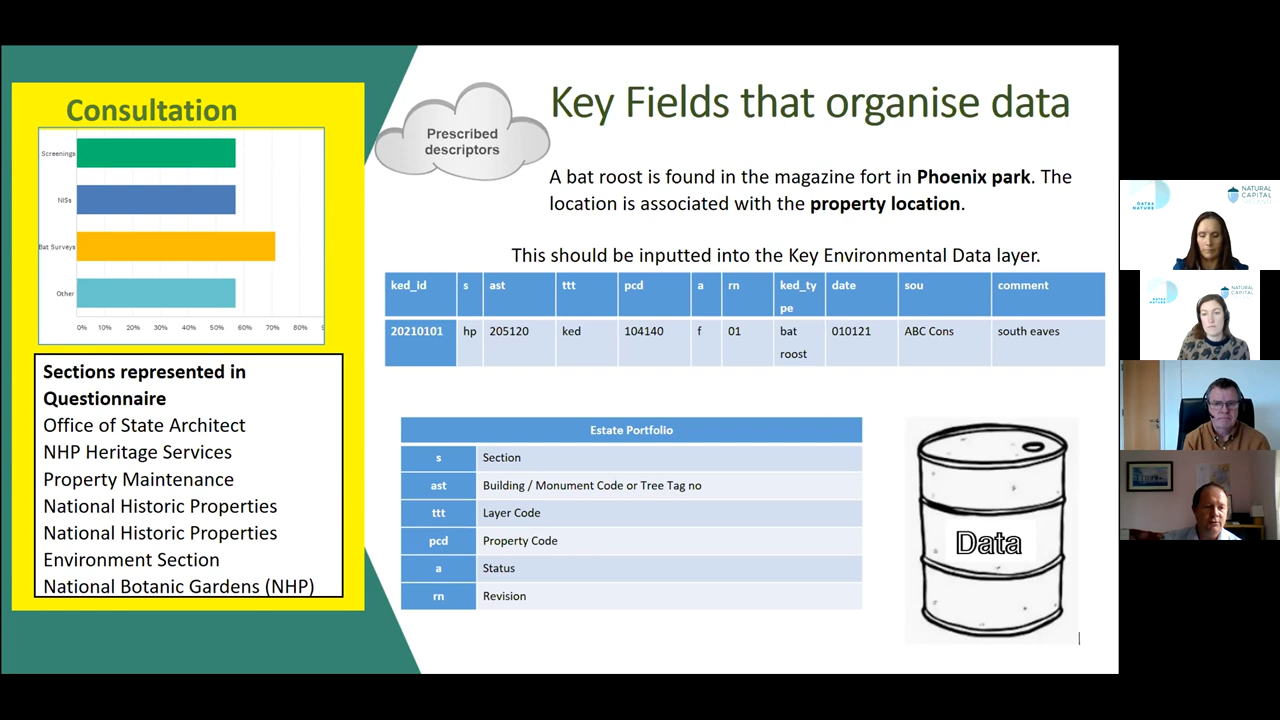 Consultation
Screenings
NISs
Bat Surveys
Other
0% 10% 20% 30% 40% 50% 60% 70% 80% 9
Sections represented in
Questionnaire
Office of State Architect
NHP Heritage Services
Property Maintenance
National Historic Properties
National Historic Properties
Environment Section
National Botanic Gardens (NHP)
Prescribed
descriptors
Key Fields that organise data
A bat roost is found in the magazine fort in Phoenix park. The
location is associated with the property location.
This should be inputted into the Key Environmental Data layer.
ked_id s ast ttt pcd a rn ked_ty date sou comment
pe
20210101 hp 205120 ked 104140 f 01 bat 010121 ABC Cons south eaves
roost
Estate Portfolio
s Section
ast Building / Monument Code or Tree Tag no
ttt Layer Code
pcd Property Code
a Status
rn Revision
Data
NATURAL
CAPITAL
NATURAL
CAPITAL